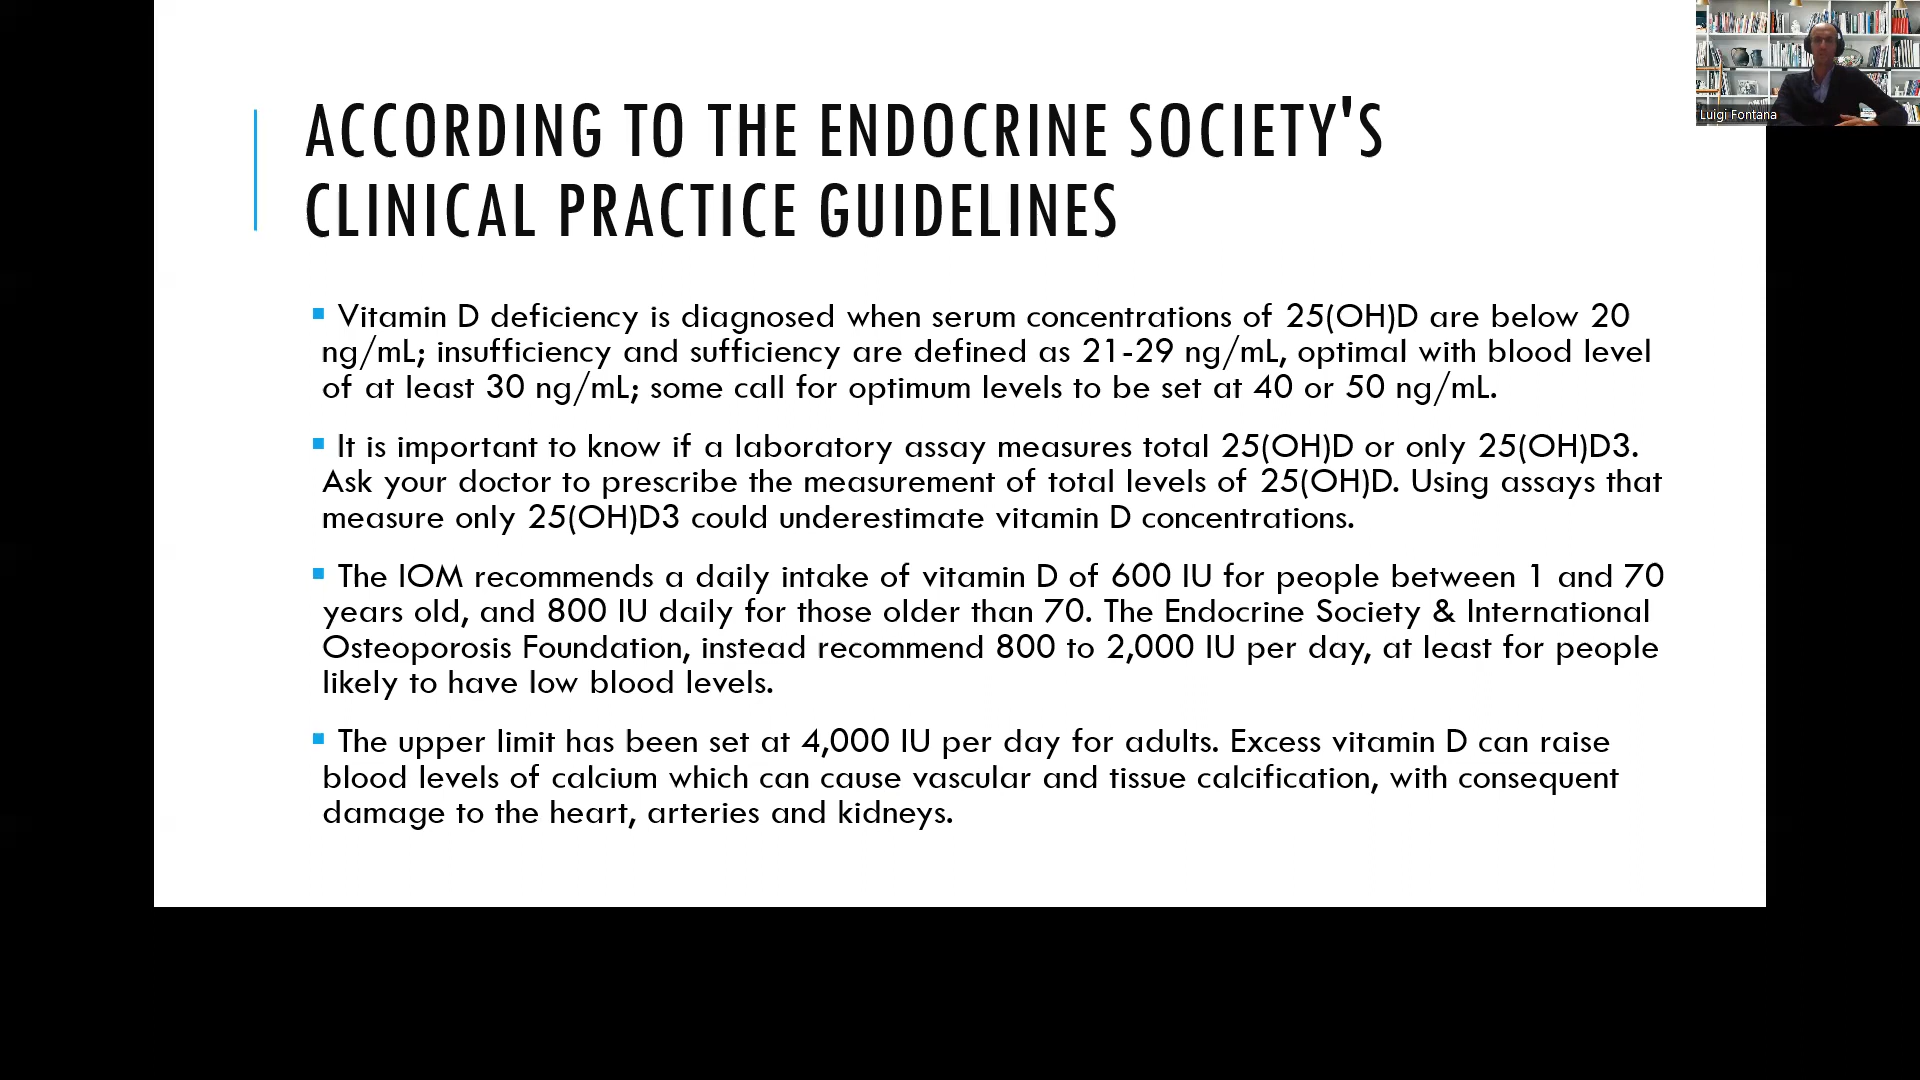 ACCORDING TO THE ENDOCRINE SOCIETY'S
CLINICAL PRACTICE GUIDELINES
Vitamin D deficiency is diagnosed when serum concentrations of 25(OH)D are below 20
ng/mL; insufficiency and sufficiency are defined as 21-29 ng/mL, optimal with blood level
of at least 30 ng/mL; some call for optimum levels to be set at 40 or 50 ng/mL.
It is important to know if a laboratory assay measures total 25(OH)D or only 25(OH)D3.
Ask your doctor to prescribe the measurement of total levels of 25(OH)D. Using assays that
measure only 25(OH)D3 could underestimate vitamin D concentrations.
The IOM recommends a daily intake of vitamin D of 600 IU for people between 1 and 70
years old, and 800 IU daily for those older than 70. The Endocrine Society & International
Osteoporosis Foundation, instead recommend 800 to 2,000 IU per day, at least for people
likely to have low blood levels.
The upper limit has been set at 4,000 IU per day for adults. Excess vitamin D can raise
blood levels of calcium which can cause vascular and tissue calcification, with consequent
damage to the heart, arteries and kidneys.
Luigi Fontana